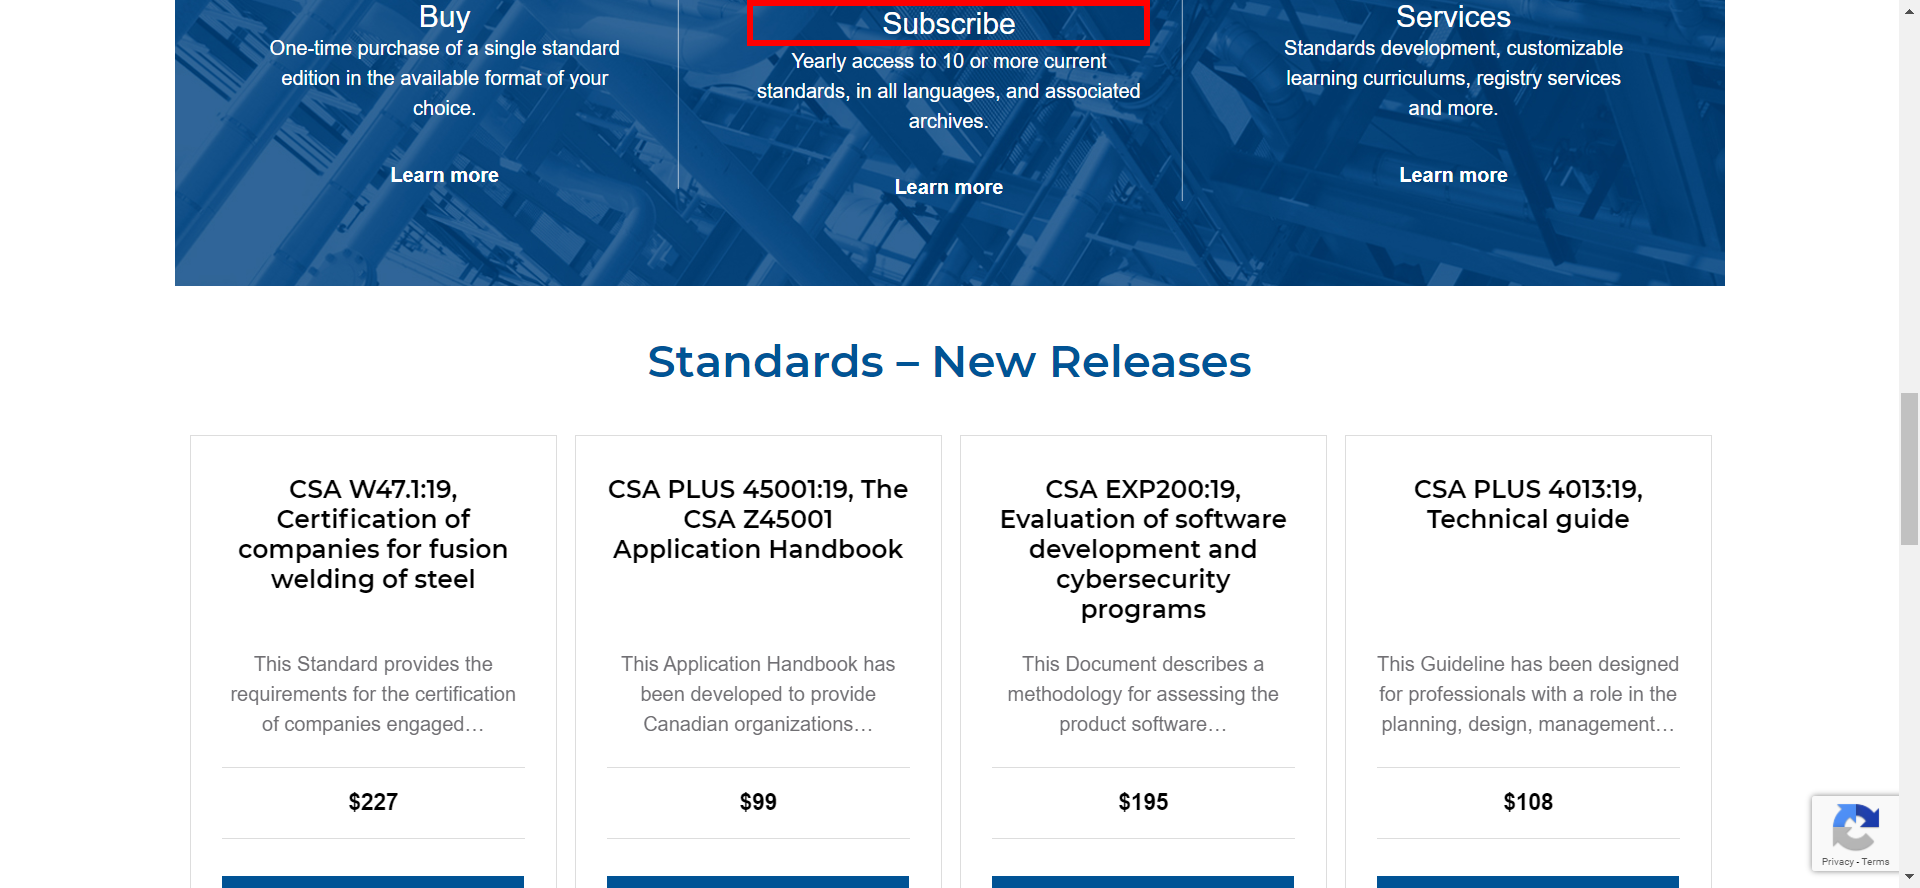 Buy
One-time purchase of a single standard
edition in the available format of your
choice.
Learn more
Subscribe
Yearly access to 10 or more current
standards, in all languages, and associated
archives.
Learn more
Services
Standards development, customizable
learning curriculums, registry services
and more.
Learn more
Standards – New Releases
CSA W47.1:19,
Certification of
companies for fusion
welding of steel
This Standard provides the
requirements for the certification
of companies engaged…
$227
CSA PLUS 45001:19, The
CSA Z45001
Application Handbook
This Application Handbook has
been developed to provide
Canadian organizations…
$99
CSA EXP200:19,
Evaluation of software
development and
cybersecurity
programs
This Document describes a
methodology for assessing the
product software…
$195
CSA PLUS 4013:19,
Technical guide
This Guideline has been designed
for professionals with a role in the
planning, design, management…
$108
Privacy - Terms